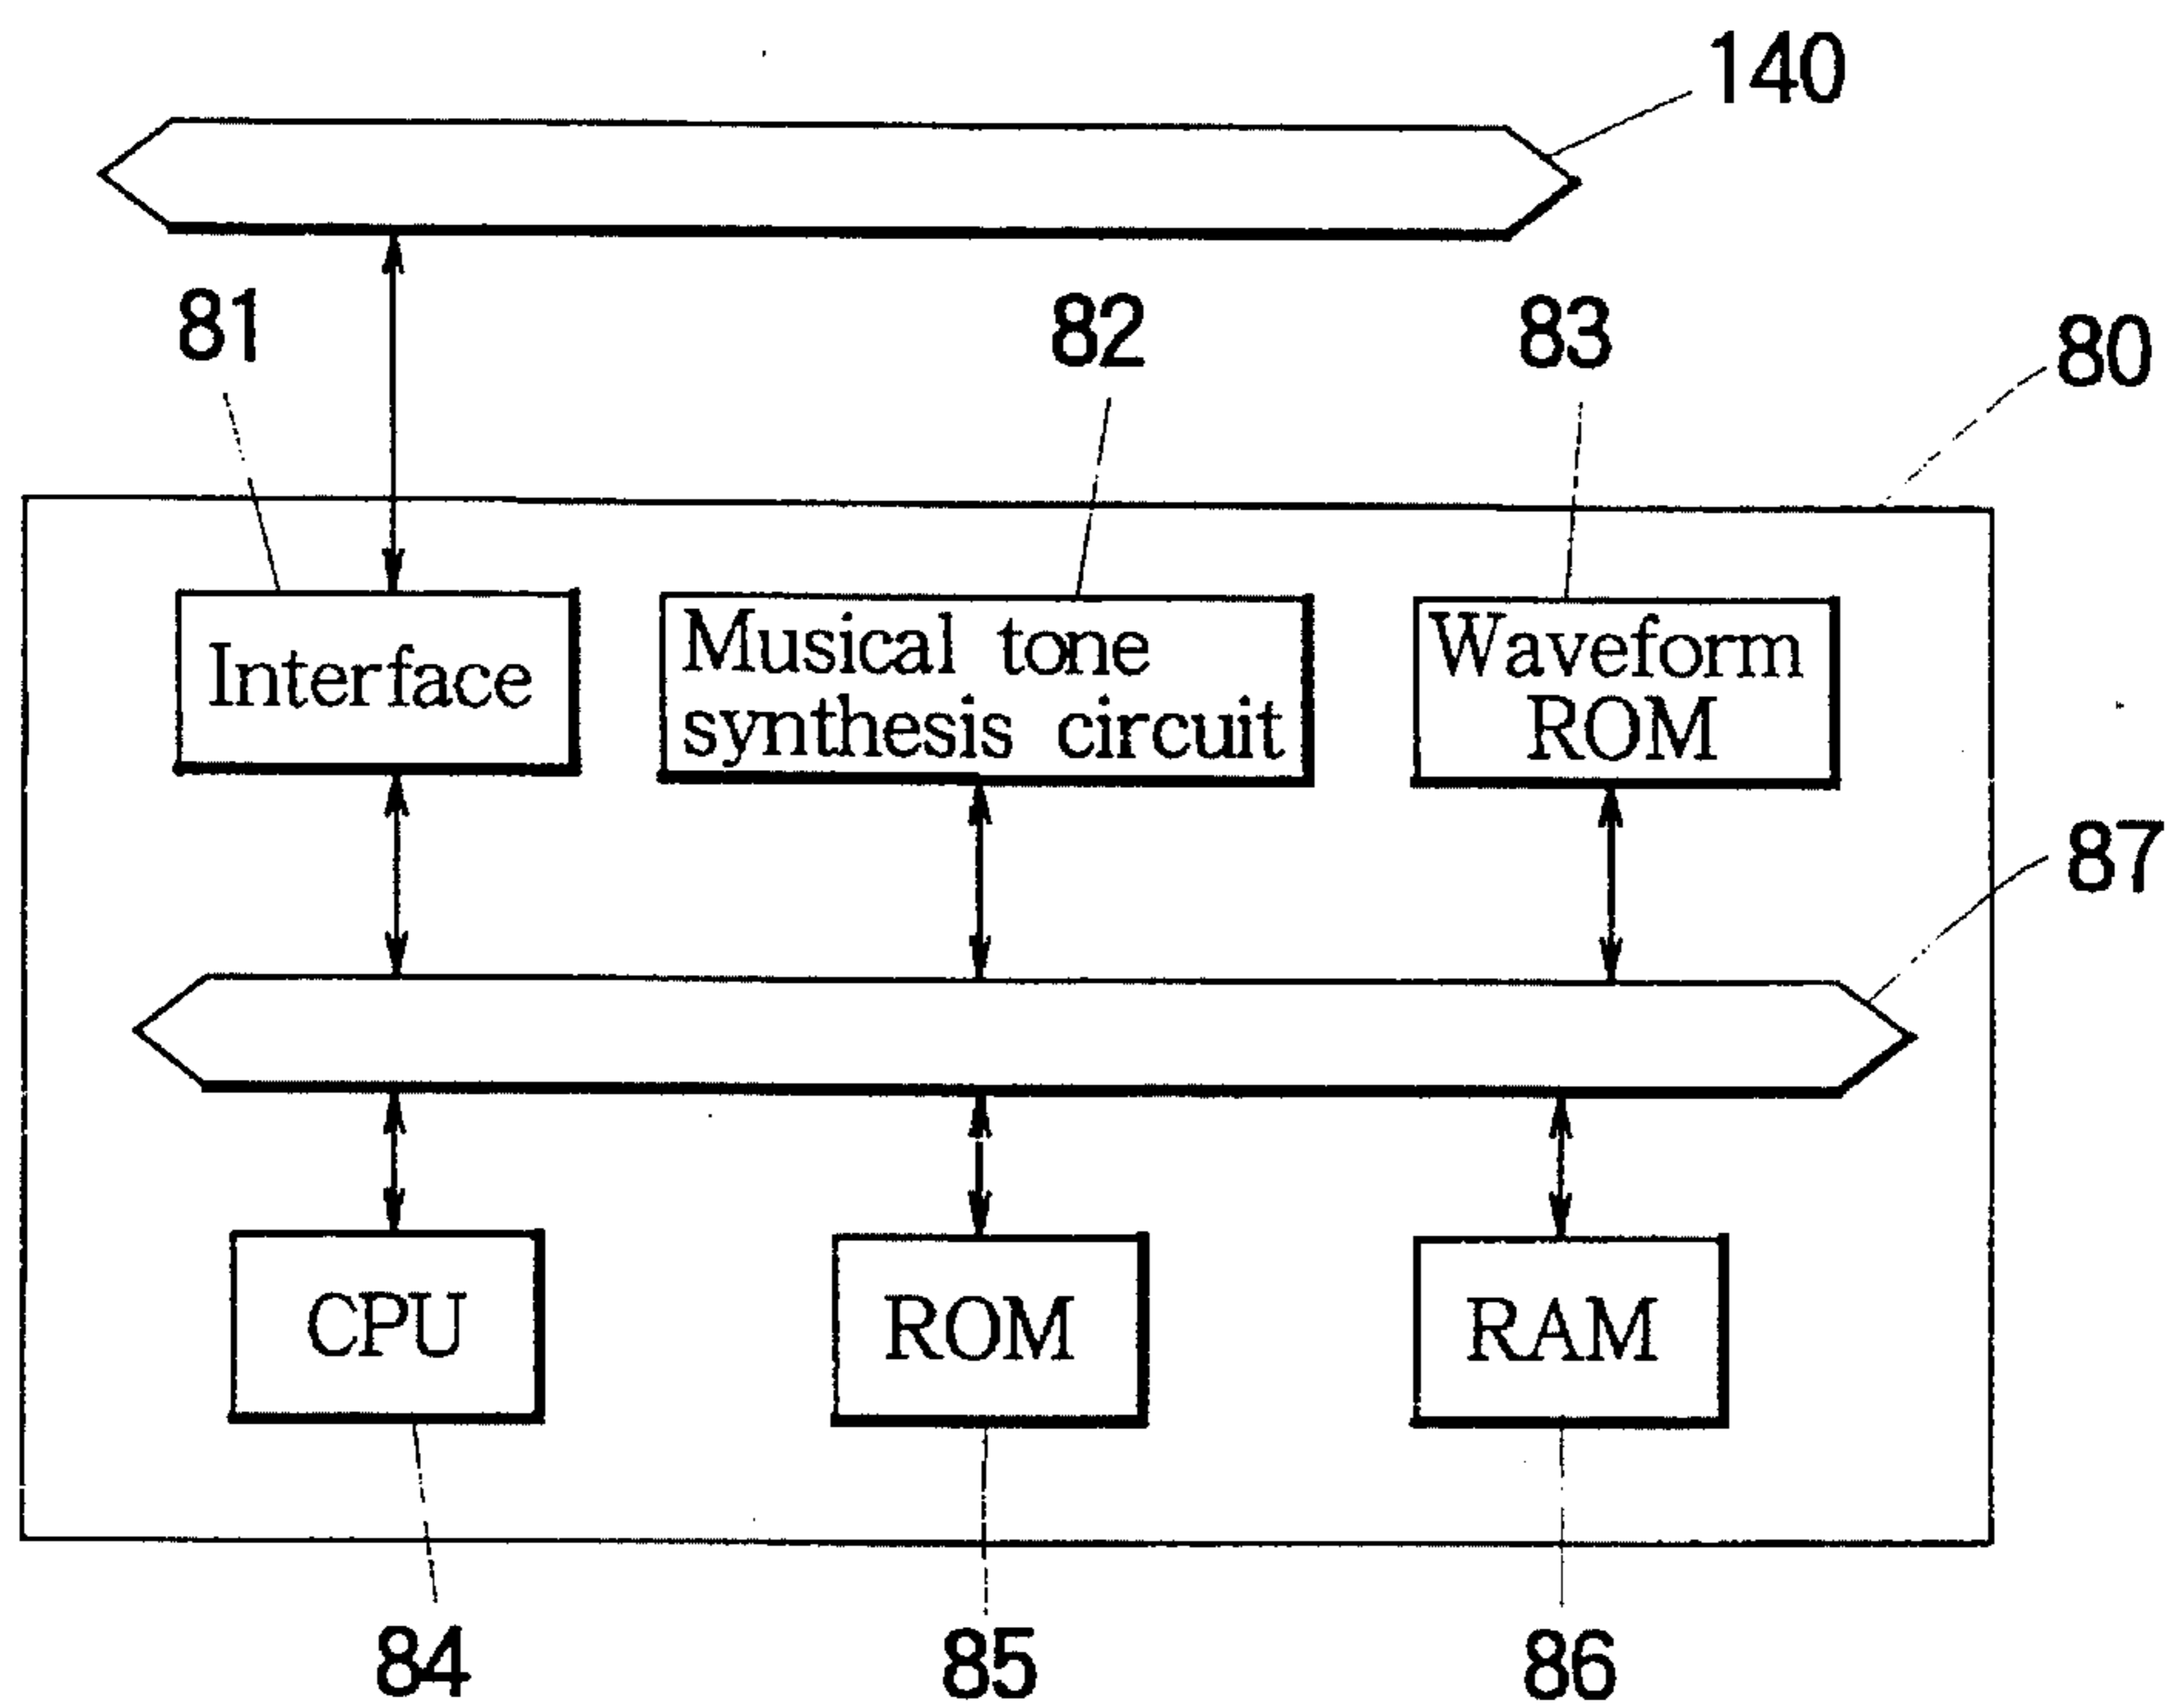 140
81
82
83
80
Interface
Musical tone
synthesis circuit
Waveform
ROM
87
CPU
ROM
RAM
84
85
86